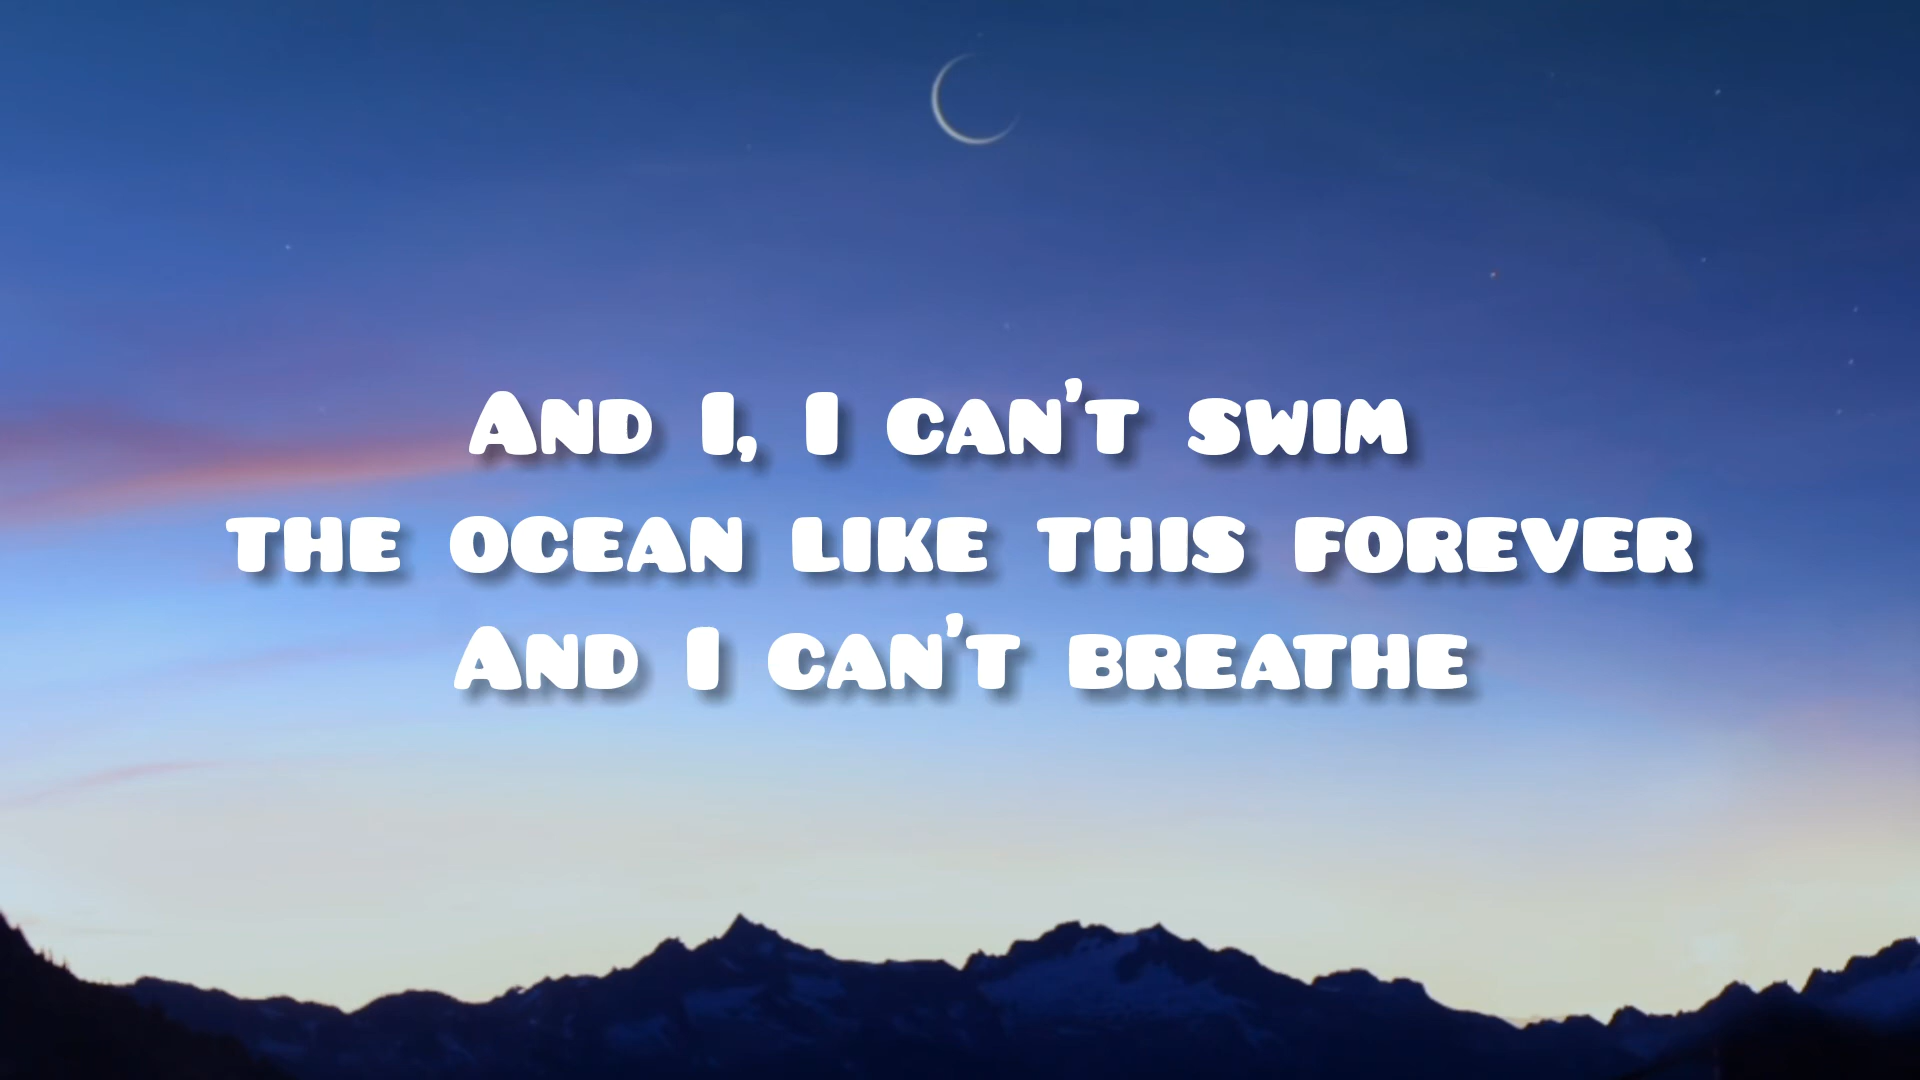 And I, I can't swim
the ocean like this forever
And I can't breathe